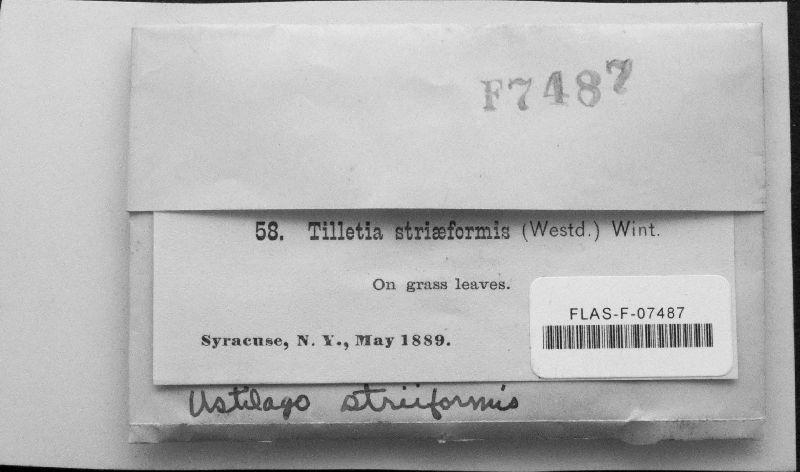 F7487
58. Tilletia striæformis (Westd.) Wint.
On grass leaves.
FLAS-F-07487
Syracuse, N. Y., May 1889.
Ustilago striiformis